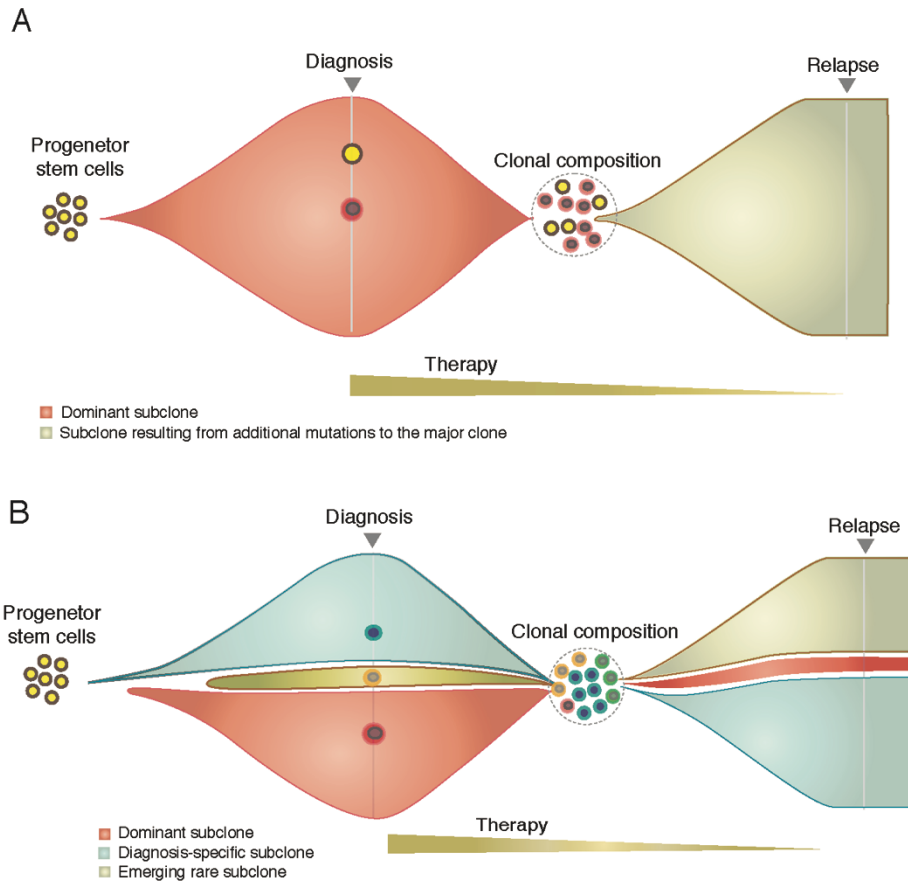 A
Diagnosis
Relapse
Progenetor
stem cells
Clonal composition
Therapy
Dominant subclone
Subclone resulting from additional mutations to the major clone
B
Diagnosis
Relapse
Progenetor
stem cells
Clonal composition
Therapy
Dominant subclone
Diagnosis-specific subclone
Emerging rare subclone